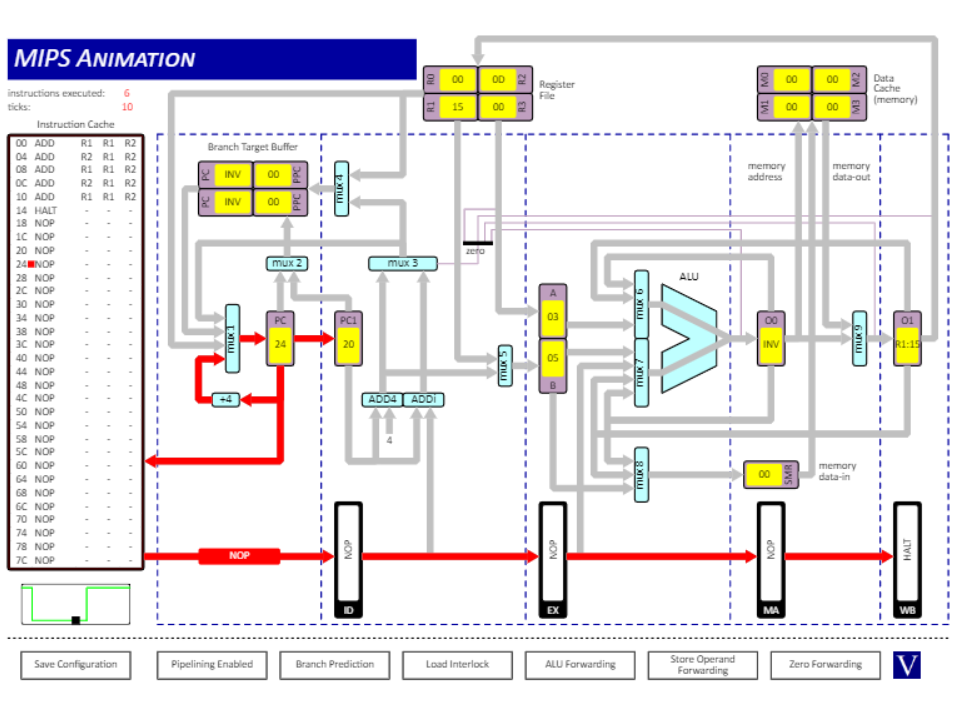 MIPS ANIMATION
instructions executed: 6
ticks: 10
Instruction Cache
00 ADD R1 R1 R2
04 ADD R2 R1 R2
08 ADD R1 R1 R2
0C ADD R2 R1 R2
10 ADD R1 R1 R2
14 HALT - - -
18 NOP - - -
1C NOP - - -
20 NOP - - -
24 NOP - - -
28 NOP - - -
2C NOP - - -
30 NOP - - -
34 NOP - - -
38 NOP - - -
3C NOP - - -
40 NOP - - -
44 NOP - - -
48 NOP - - -
4C NOP - - -
50 NOP - - -
54 NOP - - -
58 NOP - - -
5C NOP - - -
60 NOP - - -
64 NOP - - -
68 NOP - - -
6C NOP - - -
70 NOP - - -
74 NOP - - -
78 NOP - - -
7C NOP - - -
R0 00 0D R2
R1 15 00 R3
Register
File
M0 00 00 M2
M1 00 00 M3
Data
Cache
(memory)
Branch Target Buffer
PC INV 00 PPC
PC INV 00 PPC
mux 4
memory
address
memory
data-out
zero
mux 2
mux 3
mux 1
PC
24
PC1
20
+4
ADD4 ADDi
4
mux 5
A
03
05
B
mux 6
ALU
mux 7
mux 8
O0
INV
mux 9
O1
R1:15
00 SMR
memory
data-in
NOP
NOP
ID
NOP
EX
NOP
MA
HALT
WB
Save Configuration
Pipelining Enabled
Branch Prediction
Load Interlock
ALU Forwarding
Store Operand
Forwarding
Zero Forwarding
V